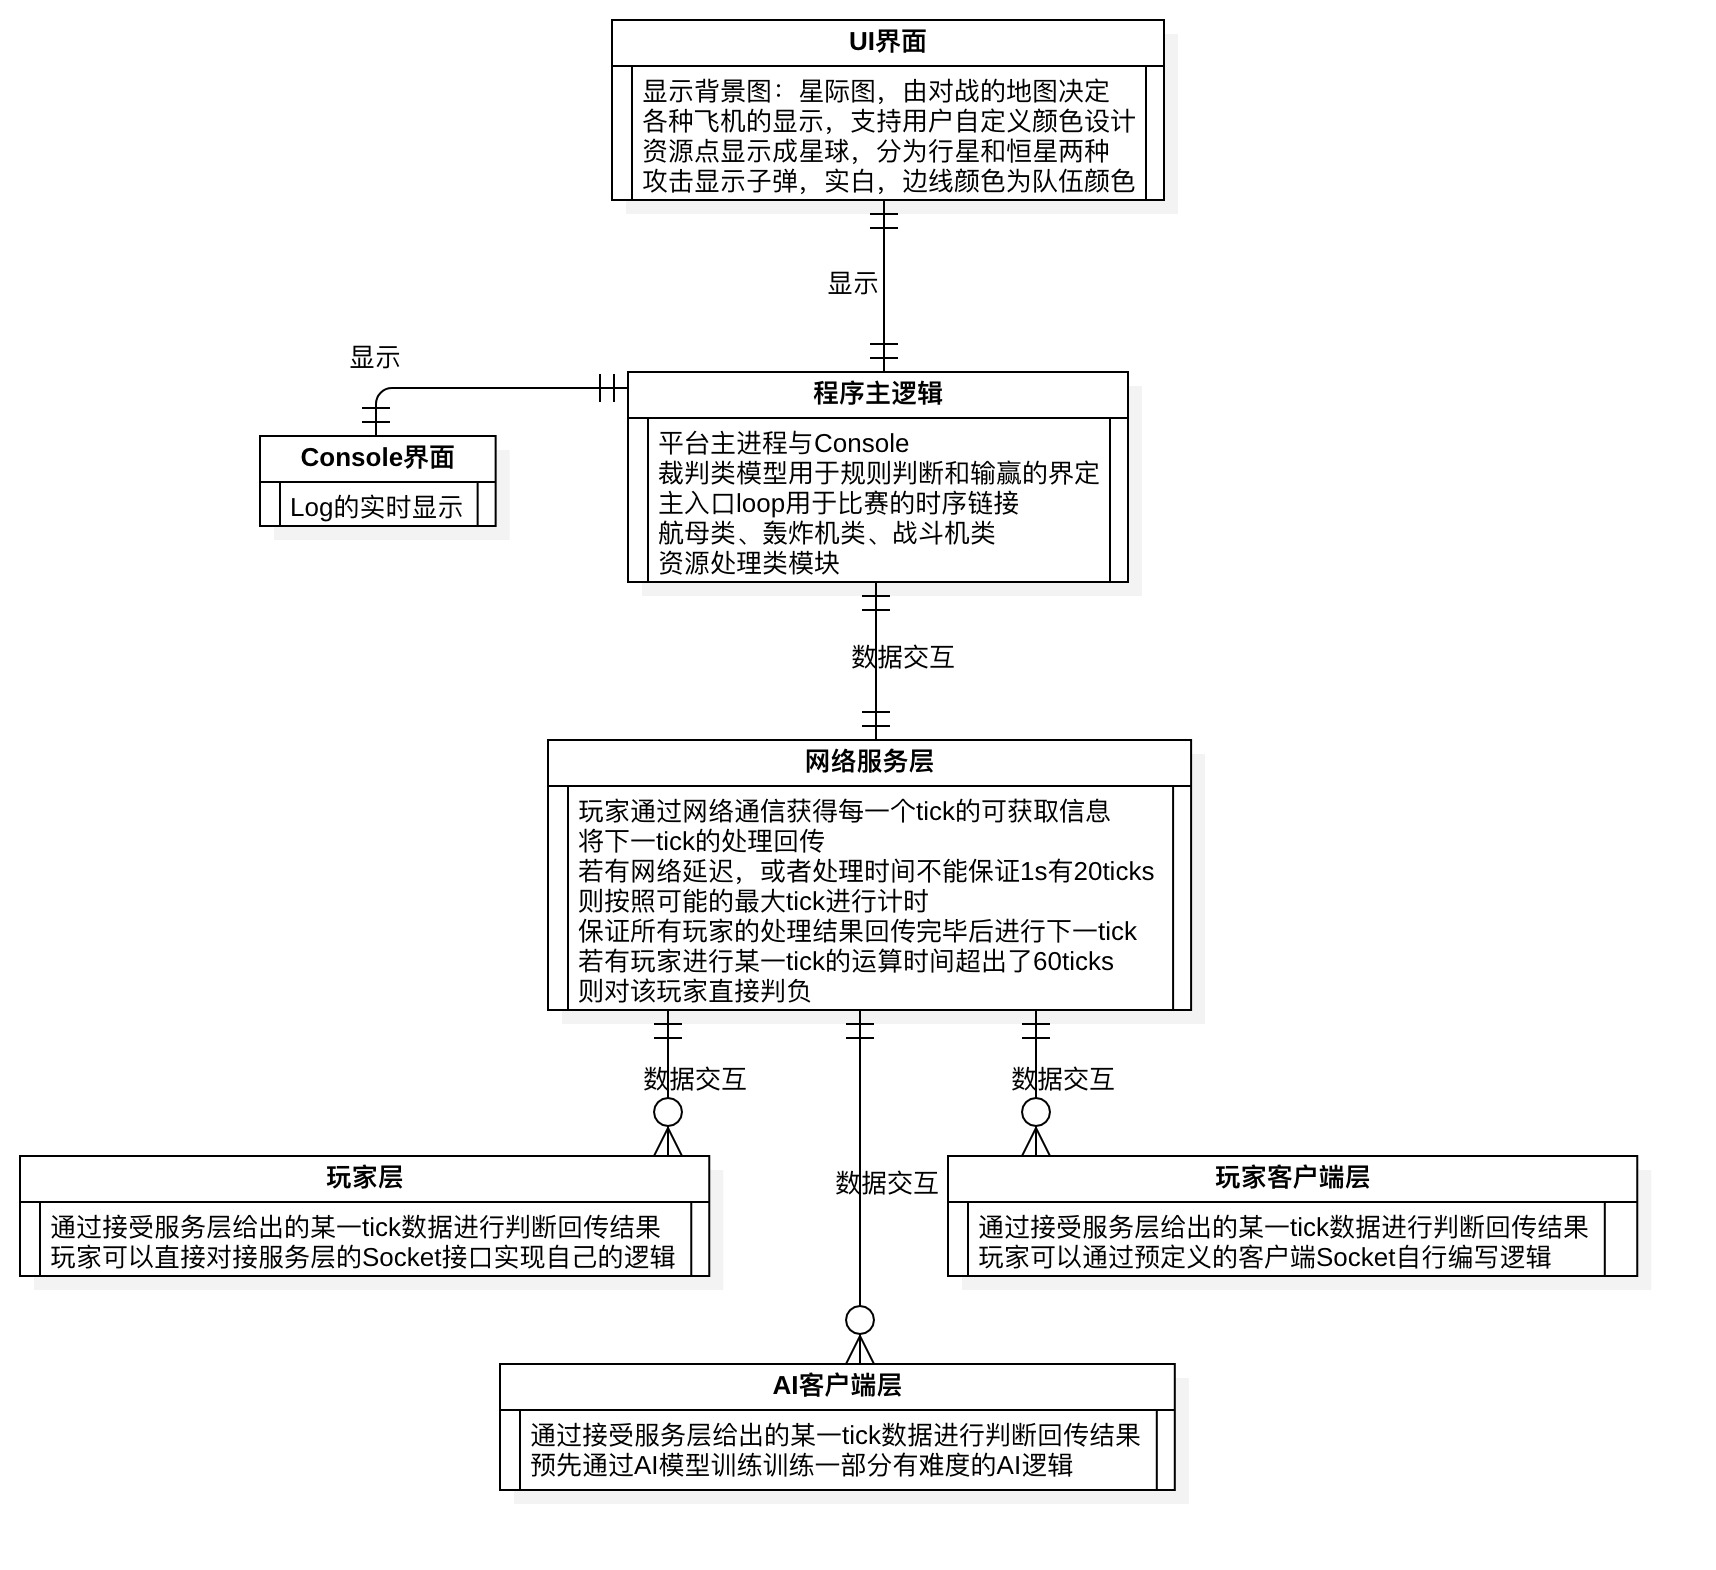 UI界面
显示背景图：星际图，由对战的地图决定
各种飞机的显示，支持用户自定义颜色设计
资源点显示成星球，分为行星和恒星两种
攻击显示子弹，实白，边线颜色为队伍颜色
显示
显示
程序主逻辑
平台主进程与Console
裁判类模型用于规则判断和输赢的界定
主入口loop用于比赛的时序链接
航母类、轰炸机类、战斗机类
资源处理类模块
Console界面
Log的实时显示
数据交互
网络服务层
玩家通过网络通信获得每一个tick的可获取信息
将下一tick的处理回传
若有网络延迟，或者处理时间不能保证1s有20ticks
则按照可能的最大tick进行计时
保证所有玩家的处理结果回传完毕后进行下一tick
若有玩家进行某一tick的运算时间超出了60ticks
则对该玩家直接判负
数据交互
数据交互
数据交互
玩家层
通过接受服务层给出的某一tick数据进行判断回传结果
玩家可以直接对接服务层的Socket接口实现自己的逻辑
玩家客户端层
通过接受服务层给出的某一tick数据进行判断回传结果
玩家可以通过预定义的客户端Socket自行编写逻辑
AI客户端层
通过接受服务层给出的某一tick数据进行判断回传结果
预先通过AI模型训练训练一部分有难度的AI逻辑